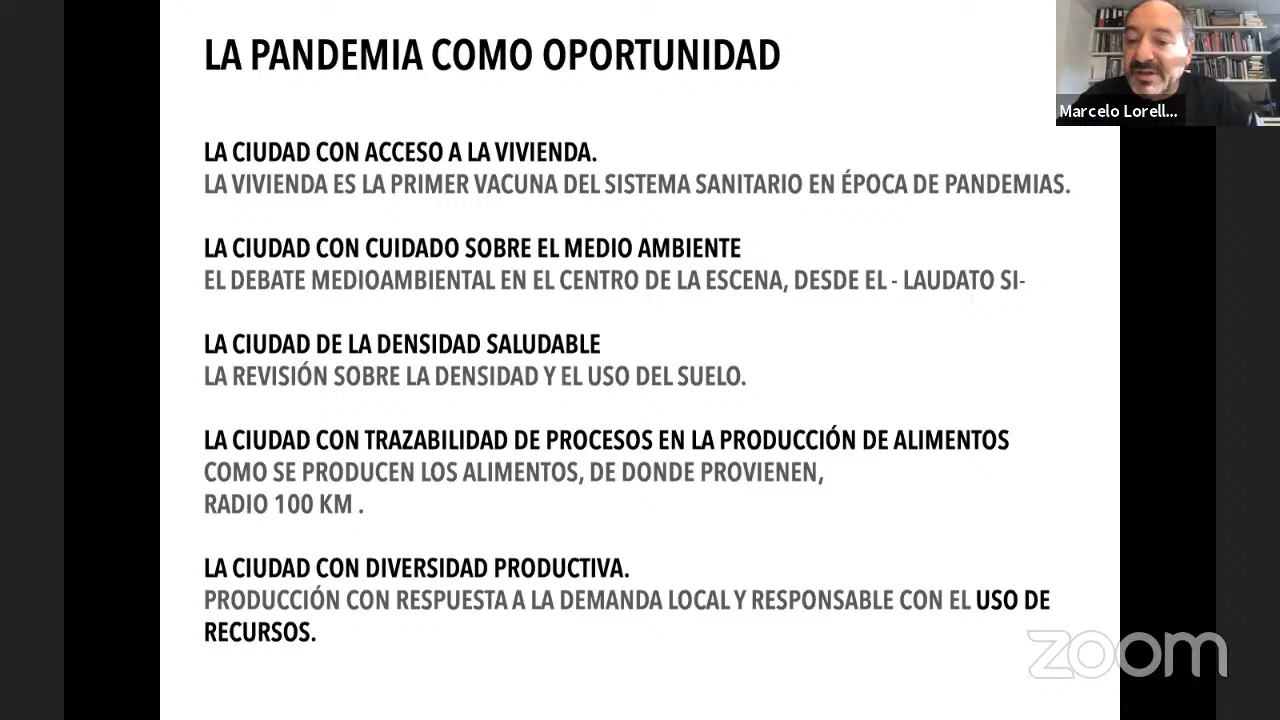 LA PANDEMIA COMO OPORTUNIDAD
Marcelo Lorell...
LA CIUDAD CON ACCESO A LA VIVIENDA.
LA VIVIENDA ES LA PRIMER VACUNA DEL SISTEMA SANITARIO EN ÉPOCA DE PANDEMIAS.
LA CIUDAD CON CUIDADO SOBRE EL MEDIO AMBIENTE
EL DEBATE MEDIOAMBIENTAL EN EL CENTRO DE LA ESCENA, DESDE EL - LAUDATO SI-
LA CIUDAD DE LA DENSIDAD SALUDABLE
LA REVISIÓN SOBRE LA DENSIDAD Y EL USO DEL SUELO.
LA CIUDAD CON TRAZABILIDAD DE PROCESOS EN LA PRODUCCIÓN DE ALIMENTOS
COMO SE PRODUCEN LOS ALIMENTOS, DE DONDE PROVIENEN,
RADIO 100 KM .
LA CIUDAD CON DIVERSIDAD PRODUCTIVA.
PRODUCCIÓN CON RESPUESTA A LA DEMANDA LOCAL Y RESPONSABLE CON EL USO DE
RECURSOS.
zoom